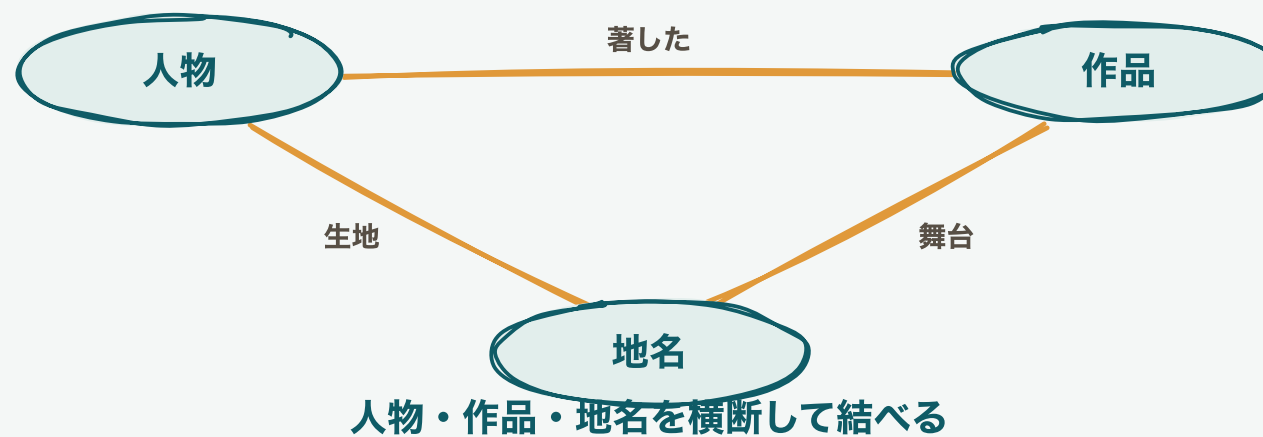 著した
人物
作品
生地
舞台
地名
人物・作品・地名を横断して結べる